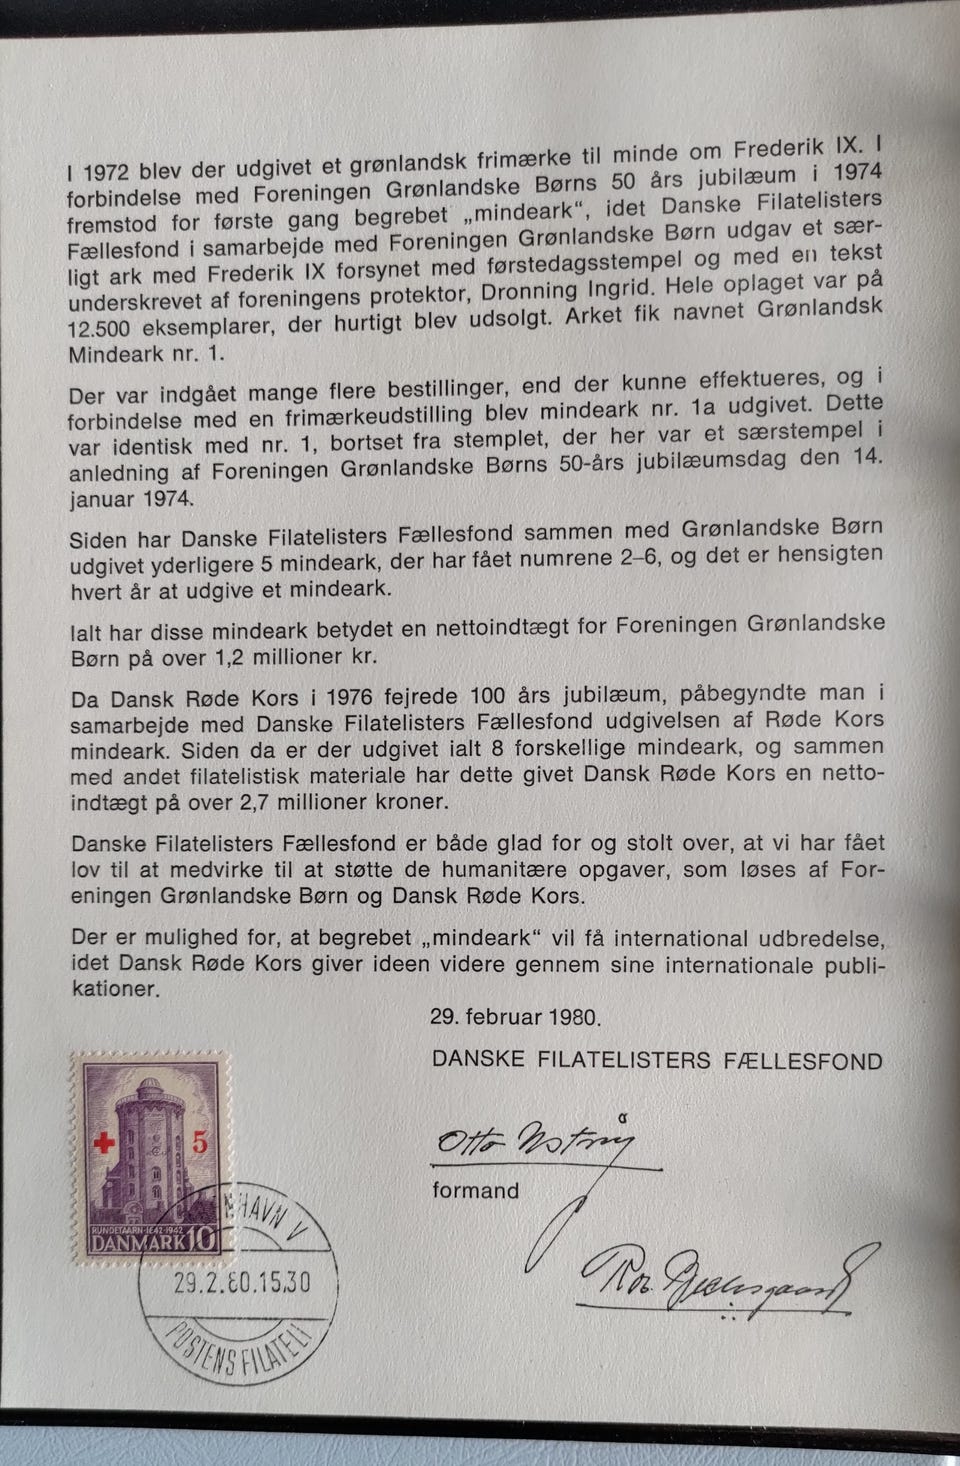 I 1972 blev der udgivet et grønlandsk frimærke til minde om Frederik IX. I
forbindelse med Foreningen Grønlandske Børns 50 års jubilæum i 1974
fremstod for første gang begrebet „mindeark“, idet Danske Filatelisters
Fællesfond i samarbejde med Foreningen Grønlandske Børn udgav et sær-
ligt ark med Frederik IX forsynet med førstedagsstempel og med en tekst
underskrevet af foreningens protektor, Dronning Ingrid. Hele oplaget var på
12.500 eksemplarer, der hurtigt blev udsolgt. Arket fik navnet Grønlandsk
Mindeark nr. 1.
Der var indgået mange flere bestillinger, end der kunne effektueres, og i
forbindelse med en frimærkeudstilling blev mindeark nr. 1a udgivet. Dette
var identisk med nr. 1, bortset fra stemplet, der her var et særstempel i
anledning af Foreningen Grønlandske Børns 50-års jubilæumsdag den 14.
januar 1974.
Siden har Danske Filatelisters Fællesfond sammen med Grønlandske Børn
udgivet yderligere 5 mindeark, der har fået numrene 2–6, og det er hensigten
hvert år at udgive et mindeark.
Ialt har disse mindeark betydet en nettoindtægt for Foreningen Grønlandske
Børn på over 1,2 millioner kr.
Da Dansk Røde Kors i 1976 fejrede 100 års jubilæum, påbegyndte man i
samarbejde med Danske Filatelisters Fællesfond udgivelsen af Røde Kors
mindeark. Siden da er der udgivet ialt 8 forskellige mindeark, og sammen
med andet filatelistisk materiale har dette givet Dansk Røde Kors en netto-
indtægt på over 2,7 millioner kroner.
Danske Filatelisters Fællesfond er både glad for og stolt over, at vi har fået
lov til at medvirke til at støtte de humanitære opgaver, som løses af For-
eningen Grønlandske Børn og Dansk Røde Kors.
Der er mulighed for, at begrebet „mindeark“ vil få international udbredelse,
idet Dansk Røde Kors giver ideen videre gennem sine internationale publi-
kationer.
29. februar 1980.
DANSKE FILATELISTERS FÆLLESFOND
Otto
formand
Rob.
5
RUNDETAARN·1642·1942
DANMARK 10
NHAVN V
29.2.80.15,30
POSTENS FILATELI